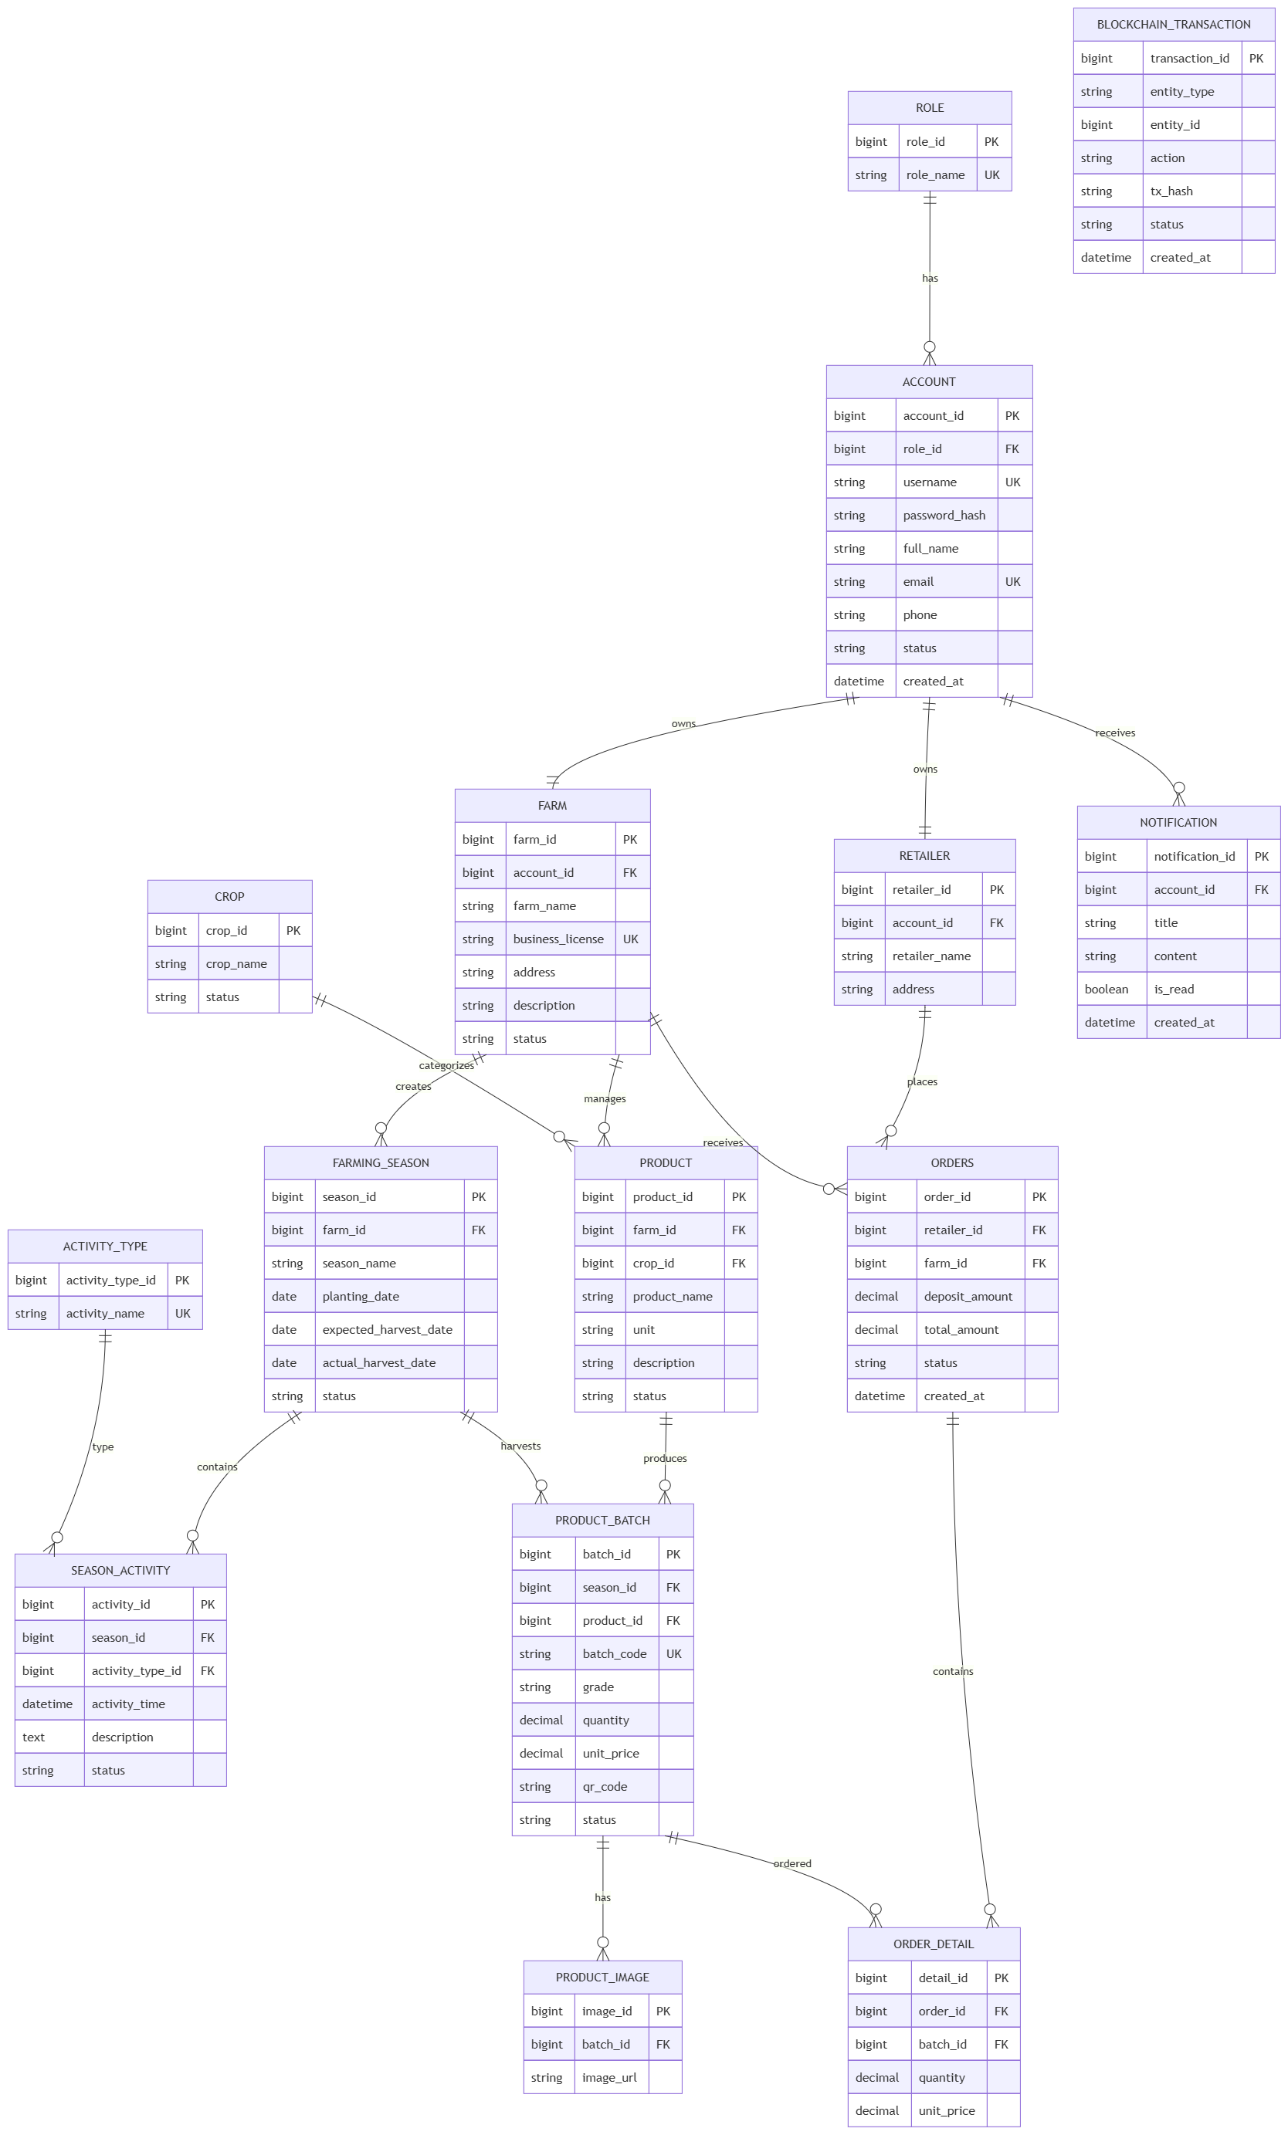 BLOCKCHAIN_TRANSACTION
bigint transaction_id PK
string entity_type
bigint entity_id
string action
string tx_hash
string status
datetime created_at
ROLE
bigint role_id PK
string role_name UK
has
ACCOUNT
bigint account_id PK
bigint role_id FK
string username UK
string password_hash
string full_name
string email UK
string phone
string status
datetime created_at
owns
owns
receives
FARM
bigint farm_id PK
bigint account_id FK
string farm_name
string business_license UK
string address
string description
string status
RETAILER
bigint retailer_id PK
bigint account_id FK
string retailer_name
string address
NOTIFICATION
bigint notification_id PK
bigint account_id FK
string title
string content
boolean is_read
datetime created_at
CROP
bigint crop_id PK
string crop_name
string status
categorizes
creates
manages
receives
places
FARMING_SEASON
bigint season_id PK
bigint farm_id FK
string season_name
date planting_date
date expected_harvest_date
date actual_harvest_date
string status
PRODUCT
bigint product_id PK
bigint farm_id FK
bigint crop_id FK
string product_name
string unit
string description
string status
ORDERS
bigint order_id PK
bigint retailer_id FK
bigint farm_id FK
decimal deposit_amount
decimal total_amount
string status
datetime created_at
ACTIVITY_TYPE
bigint activity_type_id PK
string activity_name UK
type
contains
harvests
produces
contains
SEASON_ACTIVITY
bigint activity_id PK
bigint season_id FK
bigint activity_type_id FK
datetime activity_time
text description
string status
PRODUCT_BATCH
bigint batch_id PK
bigint season_id FK
bigint product_id FK
string batch_code UK
string grade
decimal quantity
decimal unit_price
string qr_code
string status
has
ordered
PRODUCT_IMAGE
bigint image_id PK
bigint batch_id FK
string image_url
ORDER_DETAIL
bigint detail_id PK
bigint order_id FK
bigint batch_id FK
decimal quantity
decimal unit_price